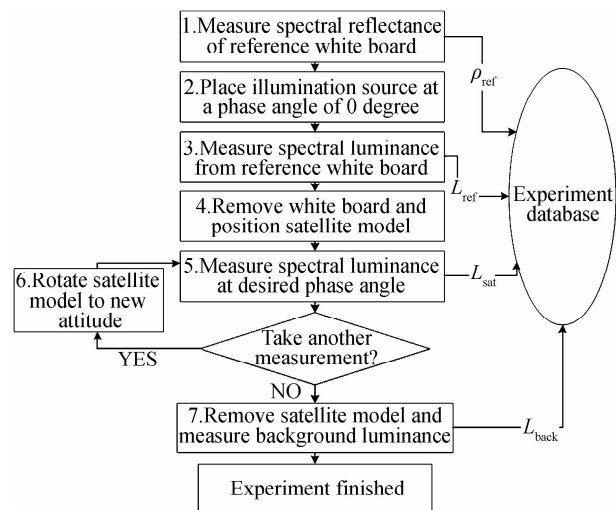 1.Measure spectral reflectance
of reference white board
ρref
2.Place illumination source at
a phase angle of 0 degree
3.Measure spectral luminance
from reference white board
Lref
Experiment
database
4.Remove white board and
position satellite model
5.Measure spectral luminance
at desired phase angle
Lsat
6.Rotate satellite
model to new
attitude
Take another
measurement?
YES
NO
7.Remove satellite model and
measure background luminance
Lback
Experiment finished